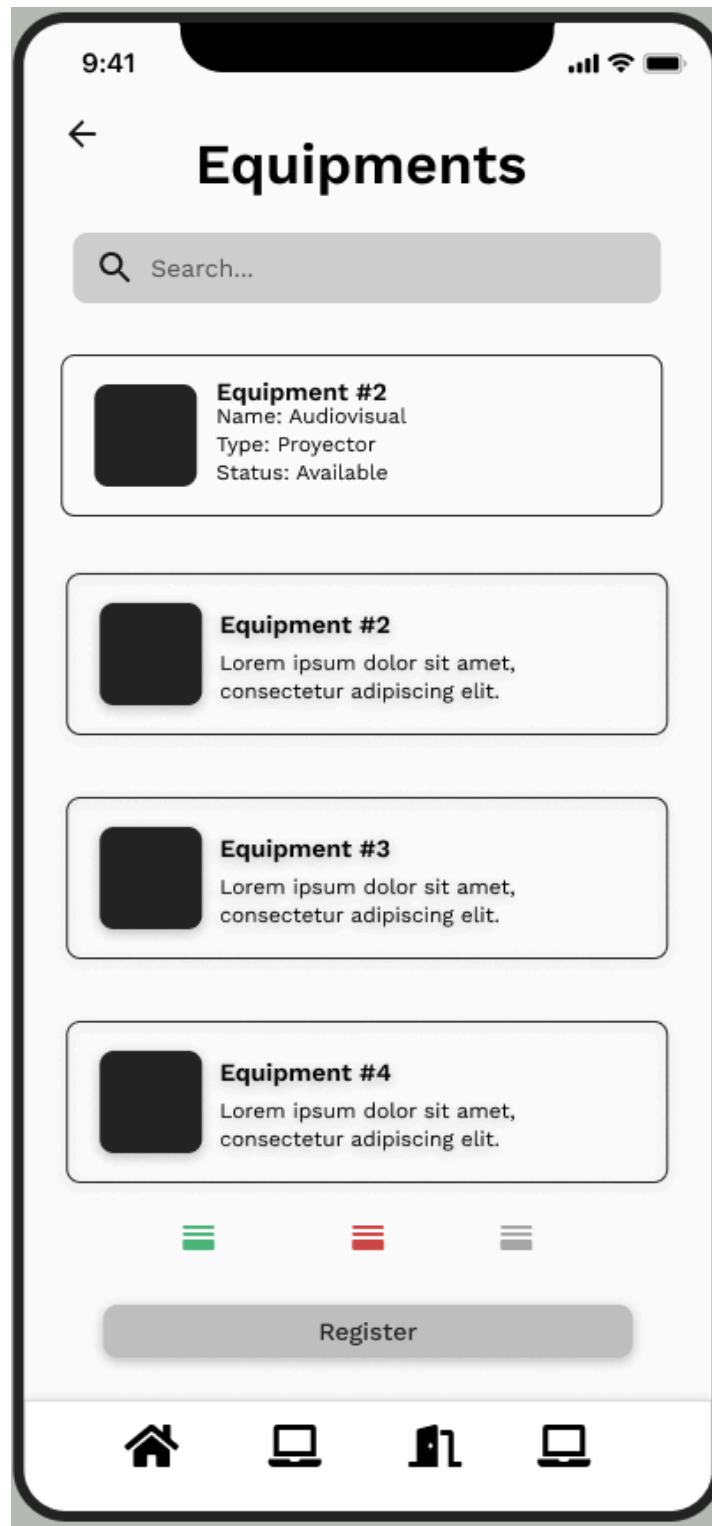 9:41
Equipments
Search...
Equipment #2
Name: Audiovisual
Type: Proyector
Status: Available
Equipment #2
Lorem ipsum dolor sit amet,
consectetur adipiscing elit.
Equipment #3
Lorem ipsum dolor sit amet,
consectetur adipiscing elit.
Equipment #4
Lorem ipsum dolor sit amet,
consectetur adipiscing elit.
Register